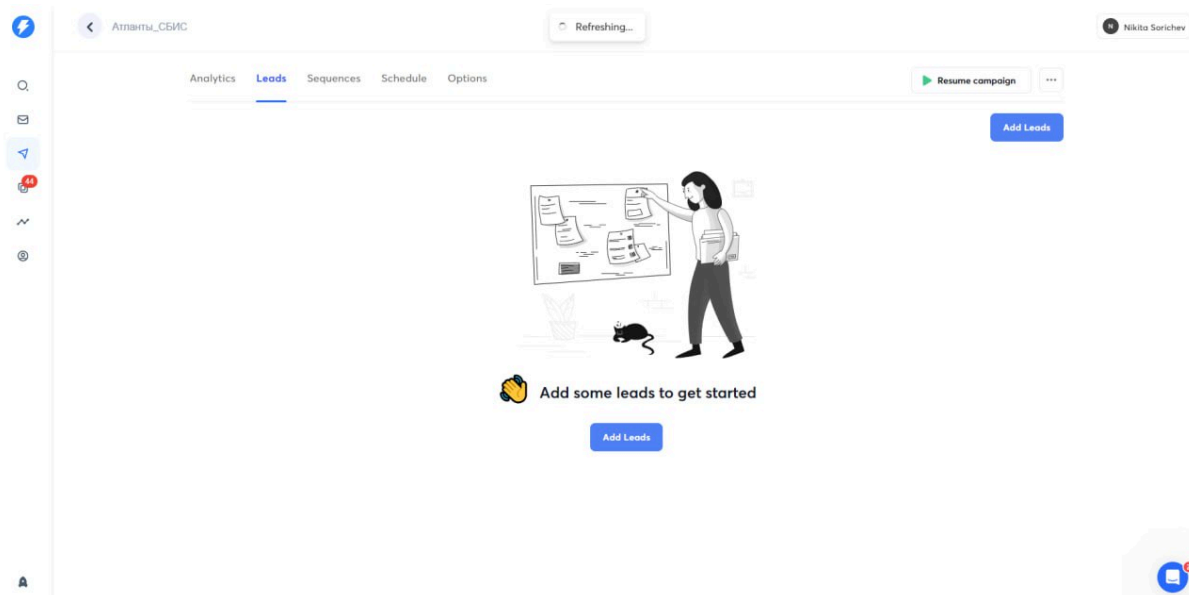 Атланты_СБИС
Refreshing...
N Nikita Sorichev
Analytics Leads Sequences Schedule Options
Resume campaign
Add Leads
44
Add some leads to get started
Add Leads